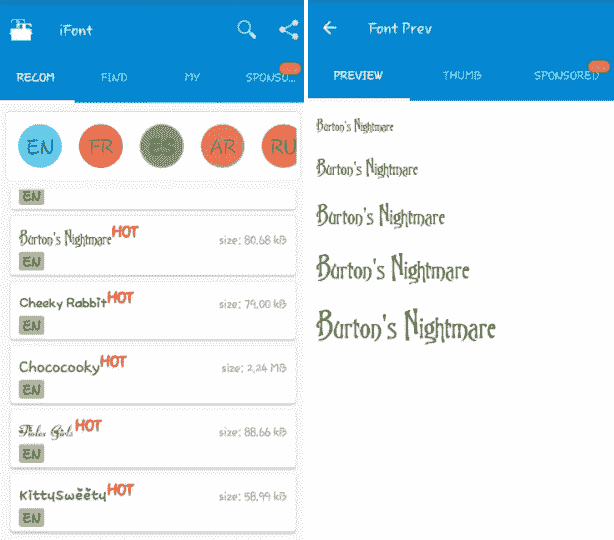 iFont
RECOM FIND MY SPONSO...
EN FR ES AR RU
EN
Burton's Nightmare HOT size: 80.68 kB
EN
Cheeky Rabbit HOT size: 79.00 kB
EN
Chococooky HOT size: 2.24 MB
EN
Girls HOT size: 88.66 kB
EN
KittySweety HOT size: 58.99 kB
EN
Font Prev
PREVIEW THUMB SPONSORED
Burton's Nightmare
Burton's Nightmare
Burton's Nightmare
Burton's Nightmare
Burton's Nightmare